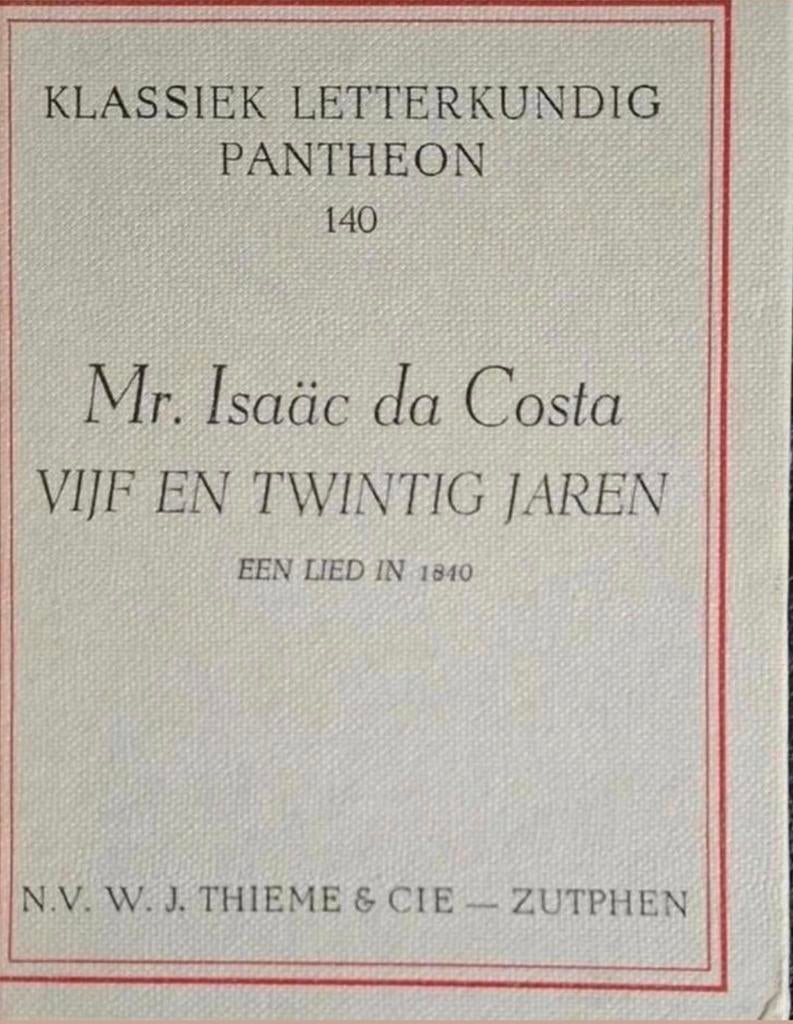 KLASSIEK LETTERKUNDIG
PANTHEON
140
Mr. Isaäc da Costa
VIJF EN TWINTIG JAREN
EEN LIED IN 1840
N.V. W. J. THIEME & CIE — ZUTPHEN